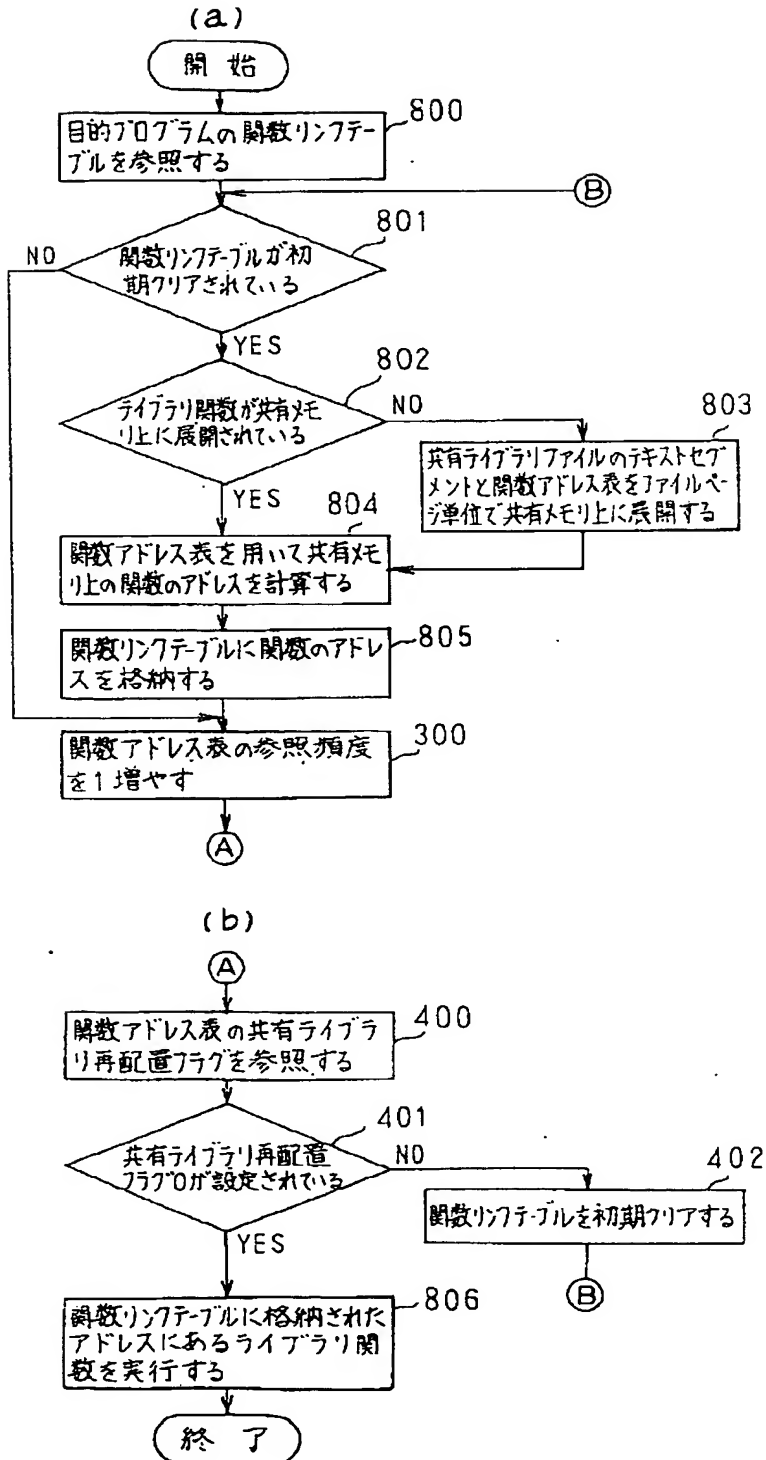 (a)
開 始
800
目的プログラムの関数リンクテー
ブルを参照する
B
801
関数リンクテーブルが初
期クリアされている
NO
YES
802
ライブラリ関数が共有メモ
リ上に展開されている
NO
803
共有ライブラリファイルのテキストセグ
メントと関数アドレス表をファイルペー
ジ単位で共有メモリ上に展開する
YES
804
関数アドレス表を用いて共有メモ
リ上の関数のアドレスを計算する
805
関数リンクテーブルに関数のアドレ
スを格納する
300
関数アドレス表の参照頻度
を1増やす
A
(b)
A
400
関数アドレス表の共有ライブラ
リ再配置フラグを参照する
401
共有ライブラリ再配置
フラグ0が設定されている
NO
402
関数リンクテーブルを初期クリアする
B
YES
806
関数リンクテーブルに格納された
アドレスにあるライブラリ関
数を実行する
終 了